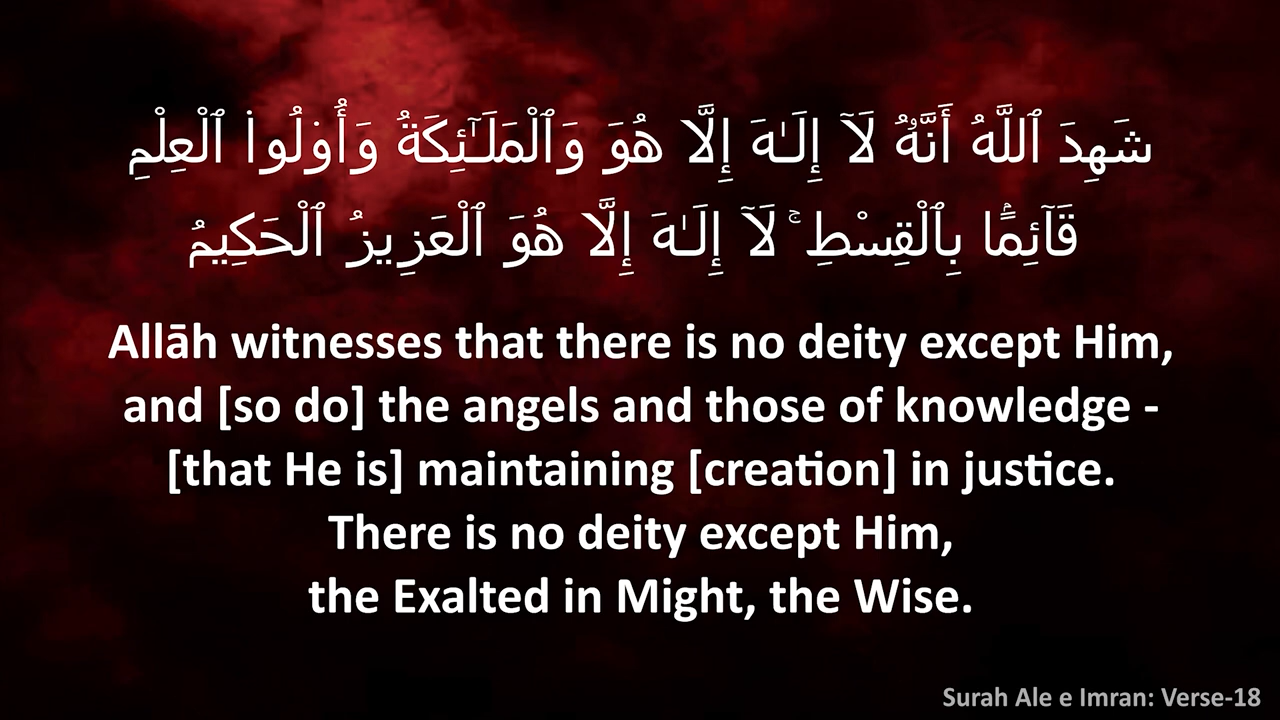 شَهِدَ ٱللَّهُ أَنَّهُۥ لَآ إِلَـٰهَ إِلَّا هُوَ وَٱلْمَلَـٰٓئِكَةُ وَأُو۟لُوا۟ ٱلْعِلْمِ
قَآئِمًۢا بِٱلْقِسْطِ ۚ لَآ إِلَـٰهَ إِلَّا هُوَ ٱلْعَزِيزُ ٱلْحَكِيمُ
Allāh witnesses that there is no deity except Him,
and [so do] the angels and those of knowledge -
[that He is] maintaining [creation] in justice.
There is no deity except Him,
the Exalted in Might, the Wise.
Surah Ale e Imran: Verse-18